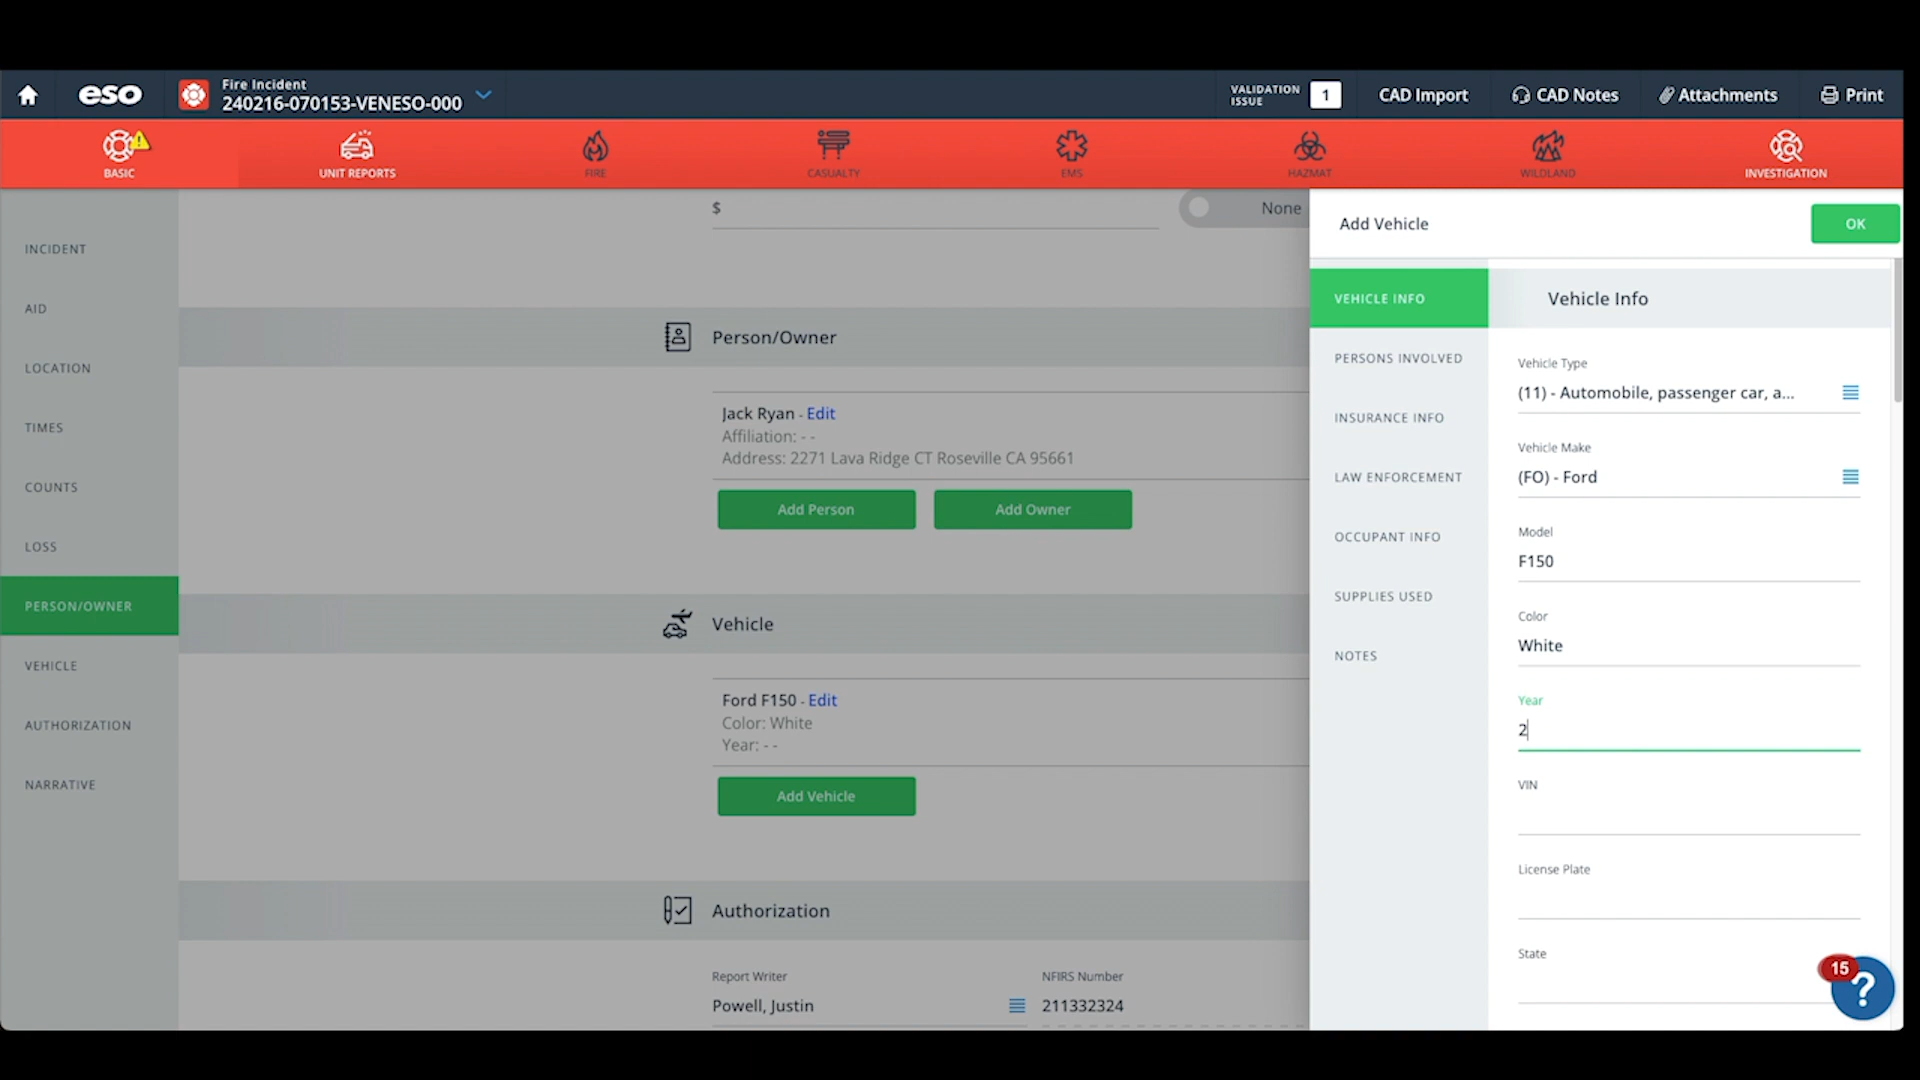 eso
Fire Incident
240216-070153-VENESO-000
VALIDATION
ISSUE
1
CAD Import
CAD Notes
Attachments
Print
BASIC
UNIT REPORTS
FIRE
CASUALTY
EMS
HAZMAT
WILDLAND
INVESTIGATION
INCIDENT
AID
LOCATION
TIMES
COUNTS
LOSS
PERSON/OWNER
VEHICLE
AUTHORIZATION
NARRATIVE
$
None
Person/Owner
Jack Ryan - Edit
Affiliation: - -
Address: 2271 Lava Ridge CT Roseville CA 95661
Add Person
Add Owner
Vehicle
Ford F150 - Edit
Color: White
Year: - -
Add Vehicle
Authorization
Report Writer
Powell, Justin
NFIRS Number
211332324
Add Vehicle
OK
VEHICLE INFO
PERSONS INVOLVED
INSURANCE INFO
LAW ENFORCEMENT
OCCUPANT INFO
SUPPLIES USED
NOTES
Vehicle Info
Vehicle Type
(11) - Automobile, passenger car, a...
Vehicle Make
(FO) - Ford
Model
F150
Color
White
Year
2
VIN
License Plate
State
15
?